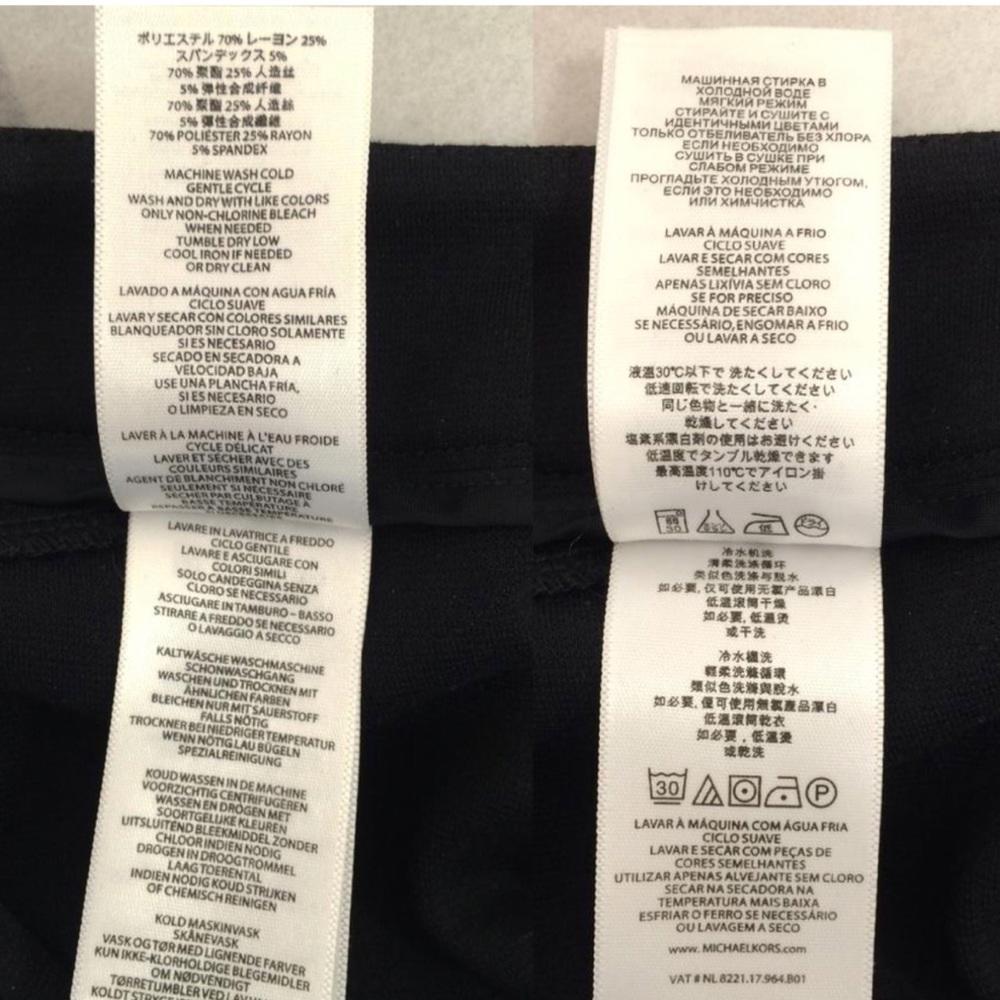 ポリエステル 70% レーヨン 25%
スパンデックス 5%
70% 聚酯 25% 人造丝
5% 弹性合成纤维
70% 聚酯 25% 人造絲
5% 彈性合成纖維
70% POLIÉSTER 25% RAYON
5% SPANDEX
MACHINE WASH COLD
GENTLE CYCLE
WASH AND DRY WITH LIKE COLORS
ONLY NON-CHLORINE BLEACH
WHEN NEEDED
TUMBLE DRY LOW
COOL IRON IF NEEDED
OR DRY CLEAN
LAVADO A MÁQUINA CON AGUA FRÍA
CICLO SUAVE
LAVAR Y SECAR CON COLORES SIMILARES
BLANQUEADOR SIN CLORO SOLAMENTE
SI ES NECESARIO
SECADO EN SECADORA A
VELOCIDAD BAJA
USE UNA PLANCHA FRÍA,
SI ES NECESARIO
O LIMPIEZA EN SECO
LAVER À LA MACHINE À L'EAU FROIDE
CYCLE DÉLICAT
LAVER ET SÉCHER AVEC DES
COULEURS SIMILAIRES
AGENT DE BLANCHIMENT NON CHLORÉ
SEULEMENT SI NÉCESSAIRE
SÉCHER PAR CULBUTAGE À
BASSE TEMPÉRATURE
REPASSER À BASSE TEMPÉRATURE
LAVARE IN LAVATRICE A FREDDO
CICLO GENTILE
LAVARE E ASCIUGARE CON
COLORI SIMILI
SOLO CANDEGGINA SENZA
CLORO SE NECESSARIO
ASCIUGARE IN TAMBURO – BASSO
STIRARE A FREDDO SE NECESSARIO
O LAVAGGIO A SECCO
KALTWÄSCHE WASCHMASCHINE
SCHONWASCHGANG
WASCHEN UND TROCKNEN MIT
ÄHNLICHEN FARBEN
BLEICHEN NUR MIT SAUERSTOFF
FALLS NÖTIG
TROCKNER BEI NIEDRIGER TEMPERATUR
WENN NÖTIG LAU BÜGELN
SPEZIALREINIGUNG
KOUD WASSEN IN DE MACHINE
VOORZICHTIG CENTRIFUGEREN
WASSEN EN DROGEN MET
SOORTGELIJKE KLEUREN
UITSLUITEND BLEEKMIDDEL ZONDER
CHLOOR INDIEN NODIG
DROGEN IN DROOGTROMMEL
LAAG TOERENTAL
INDIEN NODIG KOUD STRIJKEN
OF CHEMISCH REINIGEN
KOLD MASKINVASK
SKÅNEVASK
VASK OG TØR MED LIGNENDE FARVER
KUN IKKE-KLORHOLDIGE BLEGEMIDLER
OM NØDVENDIGT
TØRRETUMBLER VED LAV
МАШИННАЯ СТИРКА В
ХОЛОДНОЙ ВОДЕ
МЯГКИЙ РЕЖИМ
СТИРАЙТЕ И СУШИТЕ С
ИДЕНТИЧНЫМИ ЦВЕТАМИ
ТОЛЬКО ОТБЕЛИВАТЕЛЬ БЕЗ ХЛОРА
ЕСЛИ НЕОБХОДИМО
СУШИТЬ В СУШКЕ ПРИ
СЛАБОМ РЕЖИМЕ
ПРОГЛАДЬТЕ ХОЛОДНЫМ УТЮГОМ,
ЕСЛИ ЭТО НЕОБХОДИМО
ИЛИ ХИМЧИСТКА
LAVAR À MÁQUINA A FRIO
CICLO SUAVE
LAVAR E SECAR COM CORES
SEMELHANTES
APENAS LIXÍVIA SEM CLORO
SE FOR PRECISO
MÁQUINA DE SECAR BAIXO
SE NECESSÁRIO, ENGOMAR A FRIO
OU LAVAR A SECO
液温30℃以下で 洗たくしてください
低速回転で洗たくしてください
同じ色物と一緒に洗たく・
乾燥してください
塩素系漂白剤の使用はお避けください
低温度でタンブル乾燥できます
最高温度110℃でアイロン掛
けしてください
弱
30
エンソ
サラシ
低
ドライ
冷水机洗
清柔洗涤循环
类似色洗涤与脱水
如必要, 仅可使用无氯产品漂白
低温滚筒干燥
如必要, 低温烫
或干洗
冷水機洗
輕柔洗滌循環
類似色洗滌與脫水
如必要, 僅可使用無氯產品漂白
低溫滾筒乾衣
如必要, 低溫燙
或乾洗
30
P
LAVAR À MÁQUINA COM ÁGUA FRIA
CICLO SUAVE
LAVAR E SECAR COM PEÇAS DE
CORES SEMELHANTES
UTILIZAR APENAS ALVEJANTE SEM CLORO
SECAR NA SECADORA NA
TEMPERATURA MAIS BAIXA
ESFRIAR O FERRO SE NECESSÁRIO
OU LAVAGEM A SECO
www.MICHAELKORS.com
VAT # NL 8221.17.964.B01